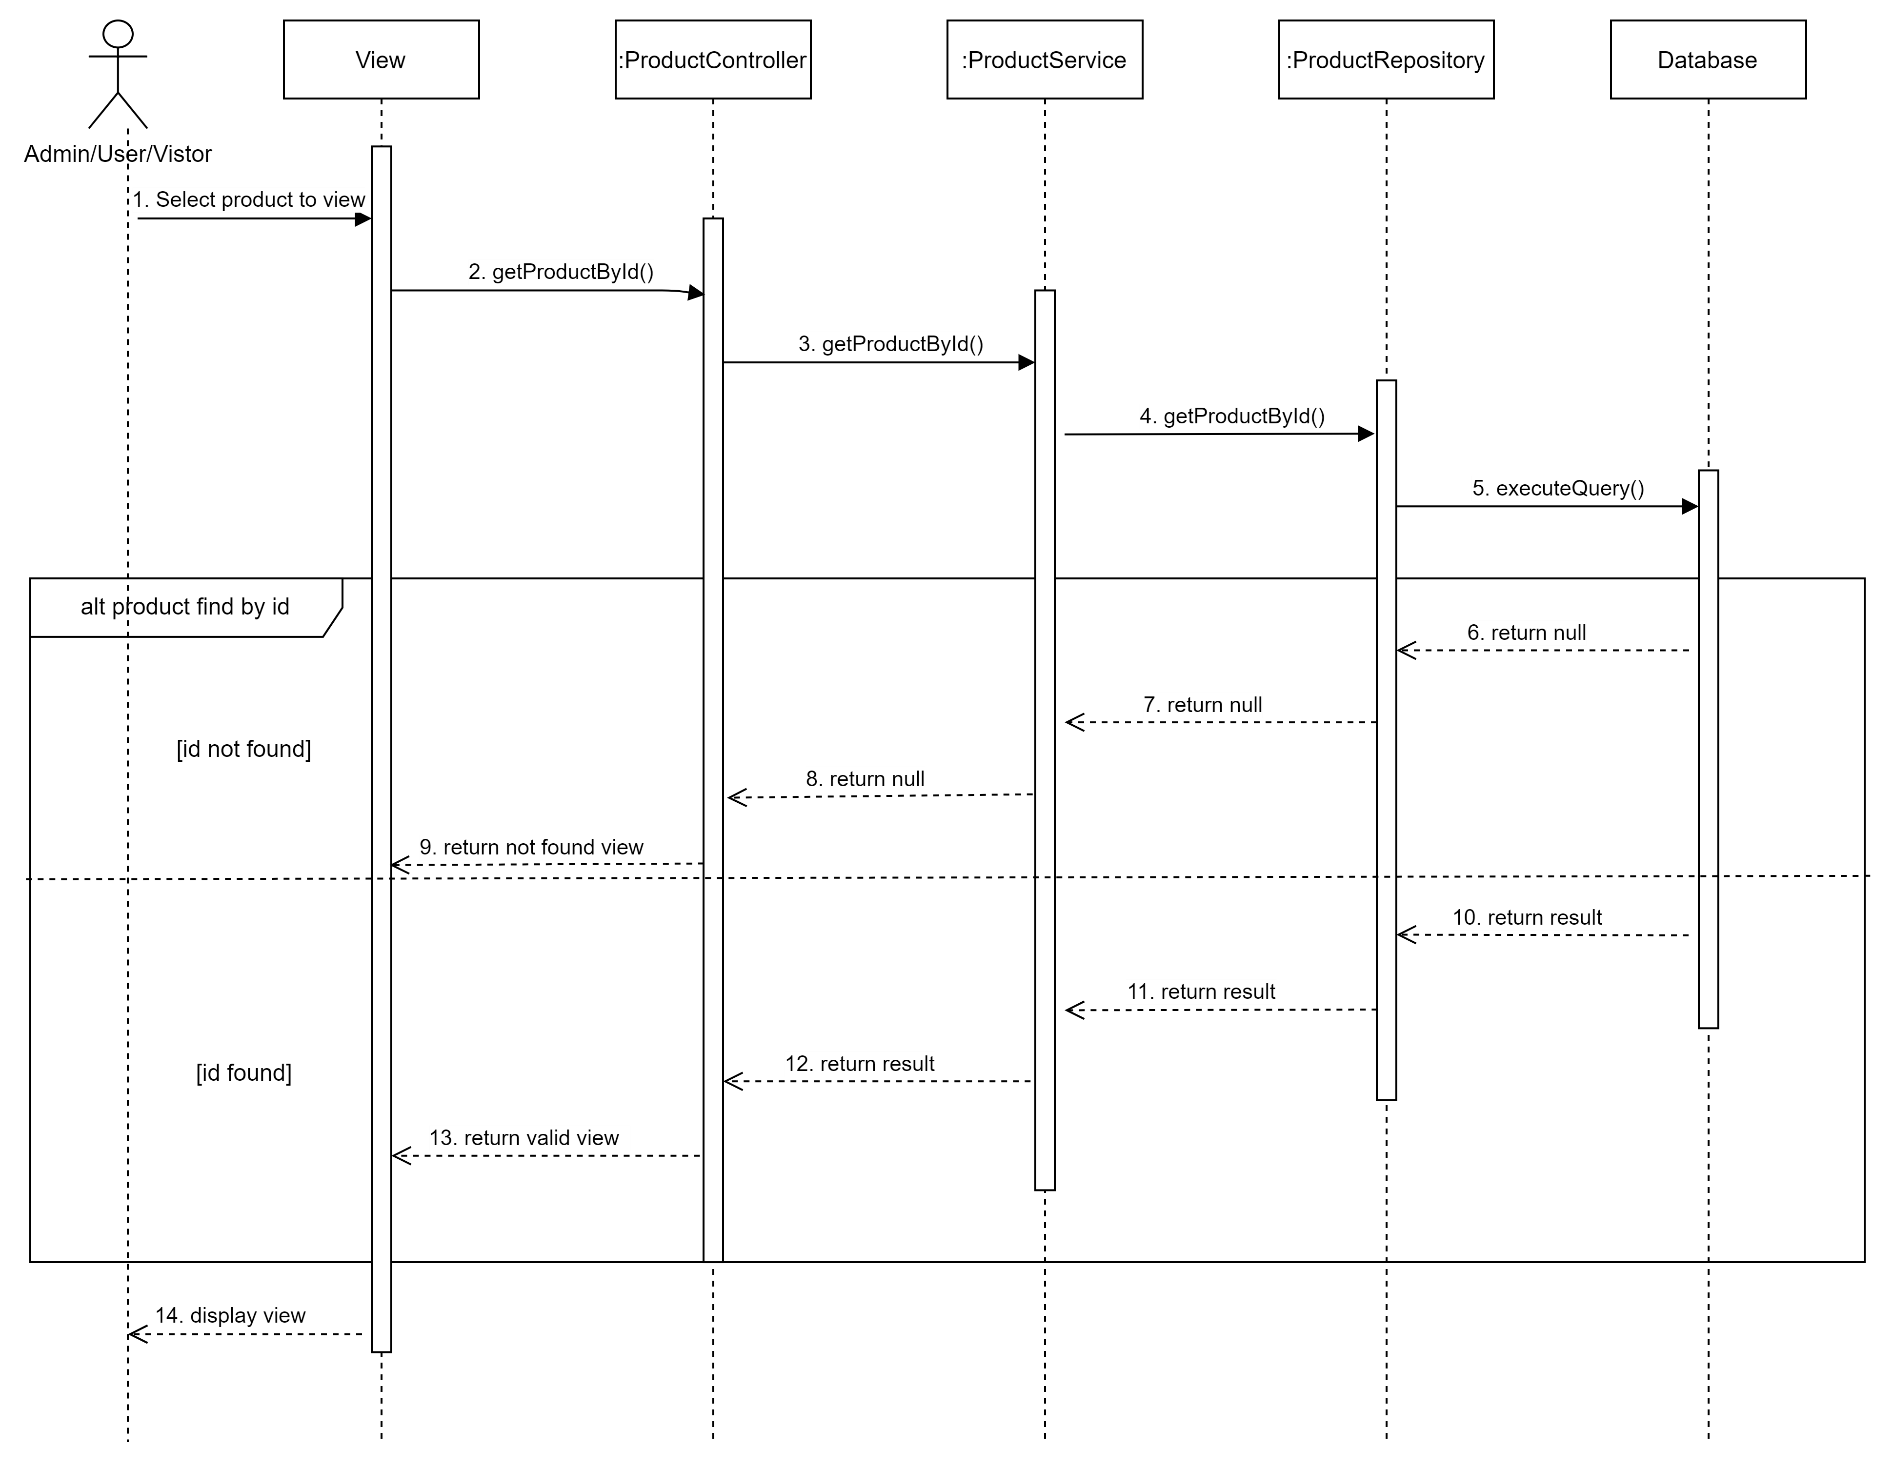 View
:ProductController
:ProductService
:ProductRepository
Database
Admin/User/Vistor
1. Select product to view
2. getProductById()
3. getProductById()
4. getProductById()
5. executeQuery()
alt product find by id
6. return null
7. return null
[id not found]
8. return null
9. return not found view
10. return result
11. return result
12. return result
[id found]
13. return valid view
14. display view